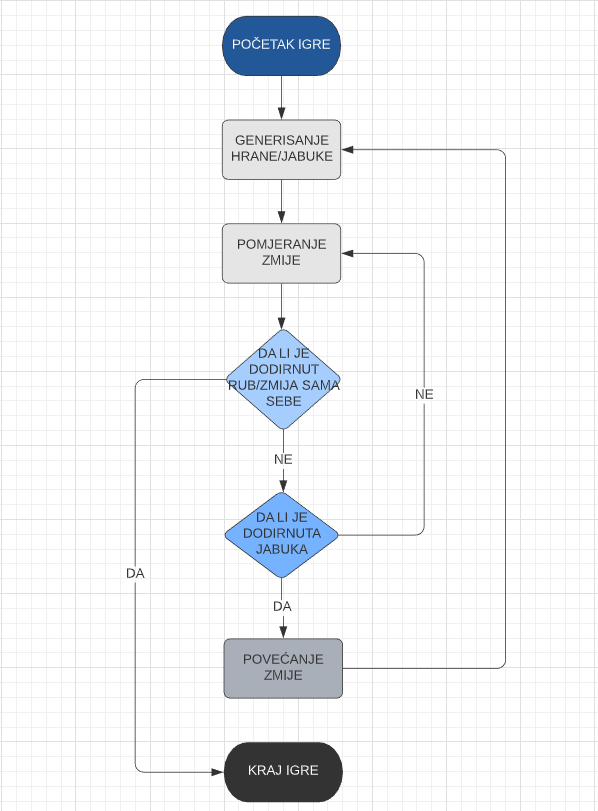 POČETAK IGRE
GENERISANJE
HRANE/JABUKE
POMJERANJE
ZMIJE
DA LI JE
DODIRNUT
RUB/ZMIJA SAMA
SEBE
NE
NE
DA LI JE
DODIRNUTA
JABUKA
DA
DA
POVEĆANJE
ZMIJE
KRAJ IGRE